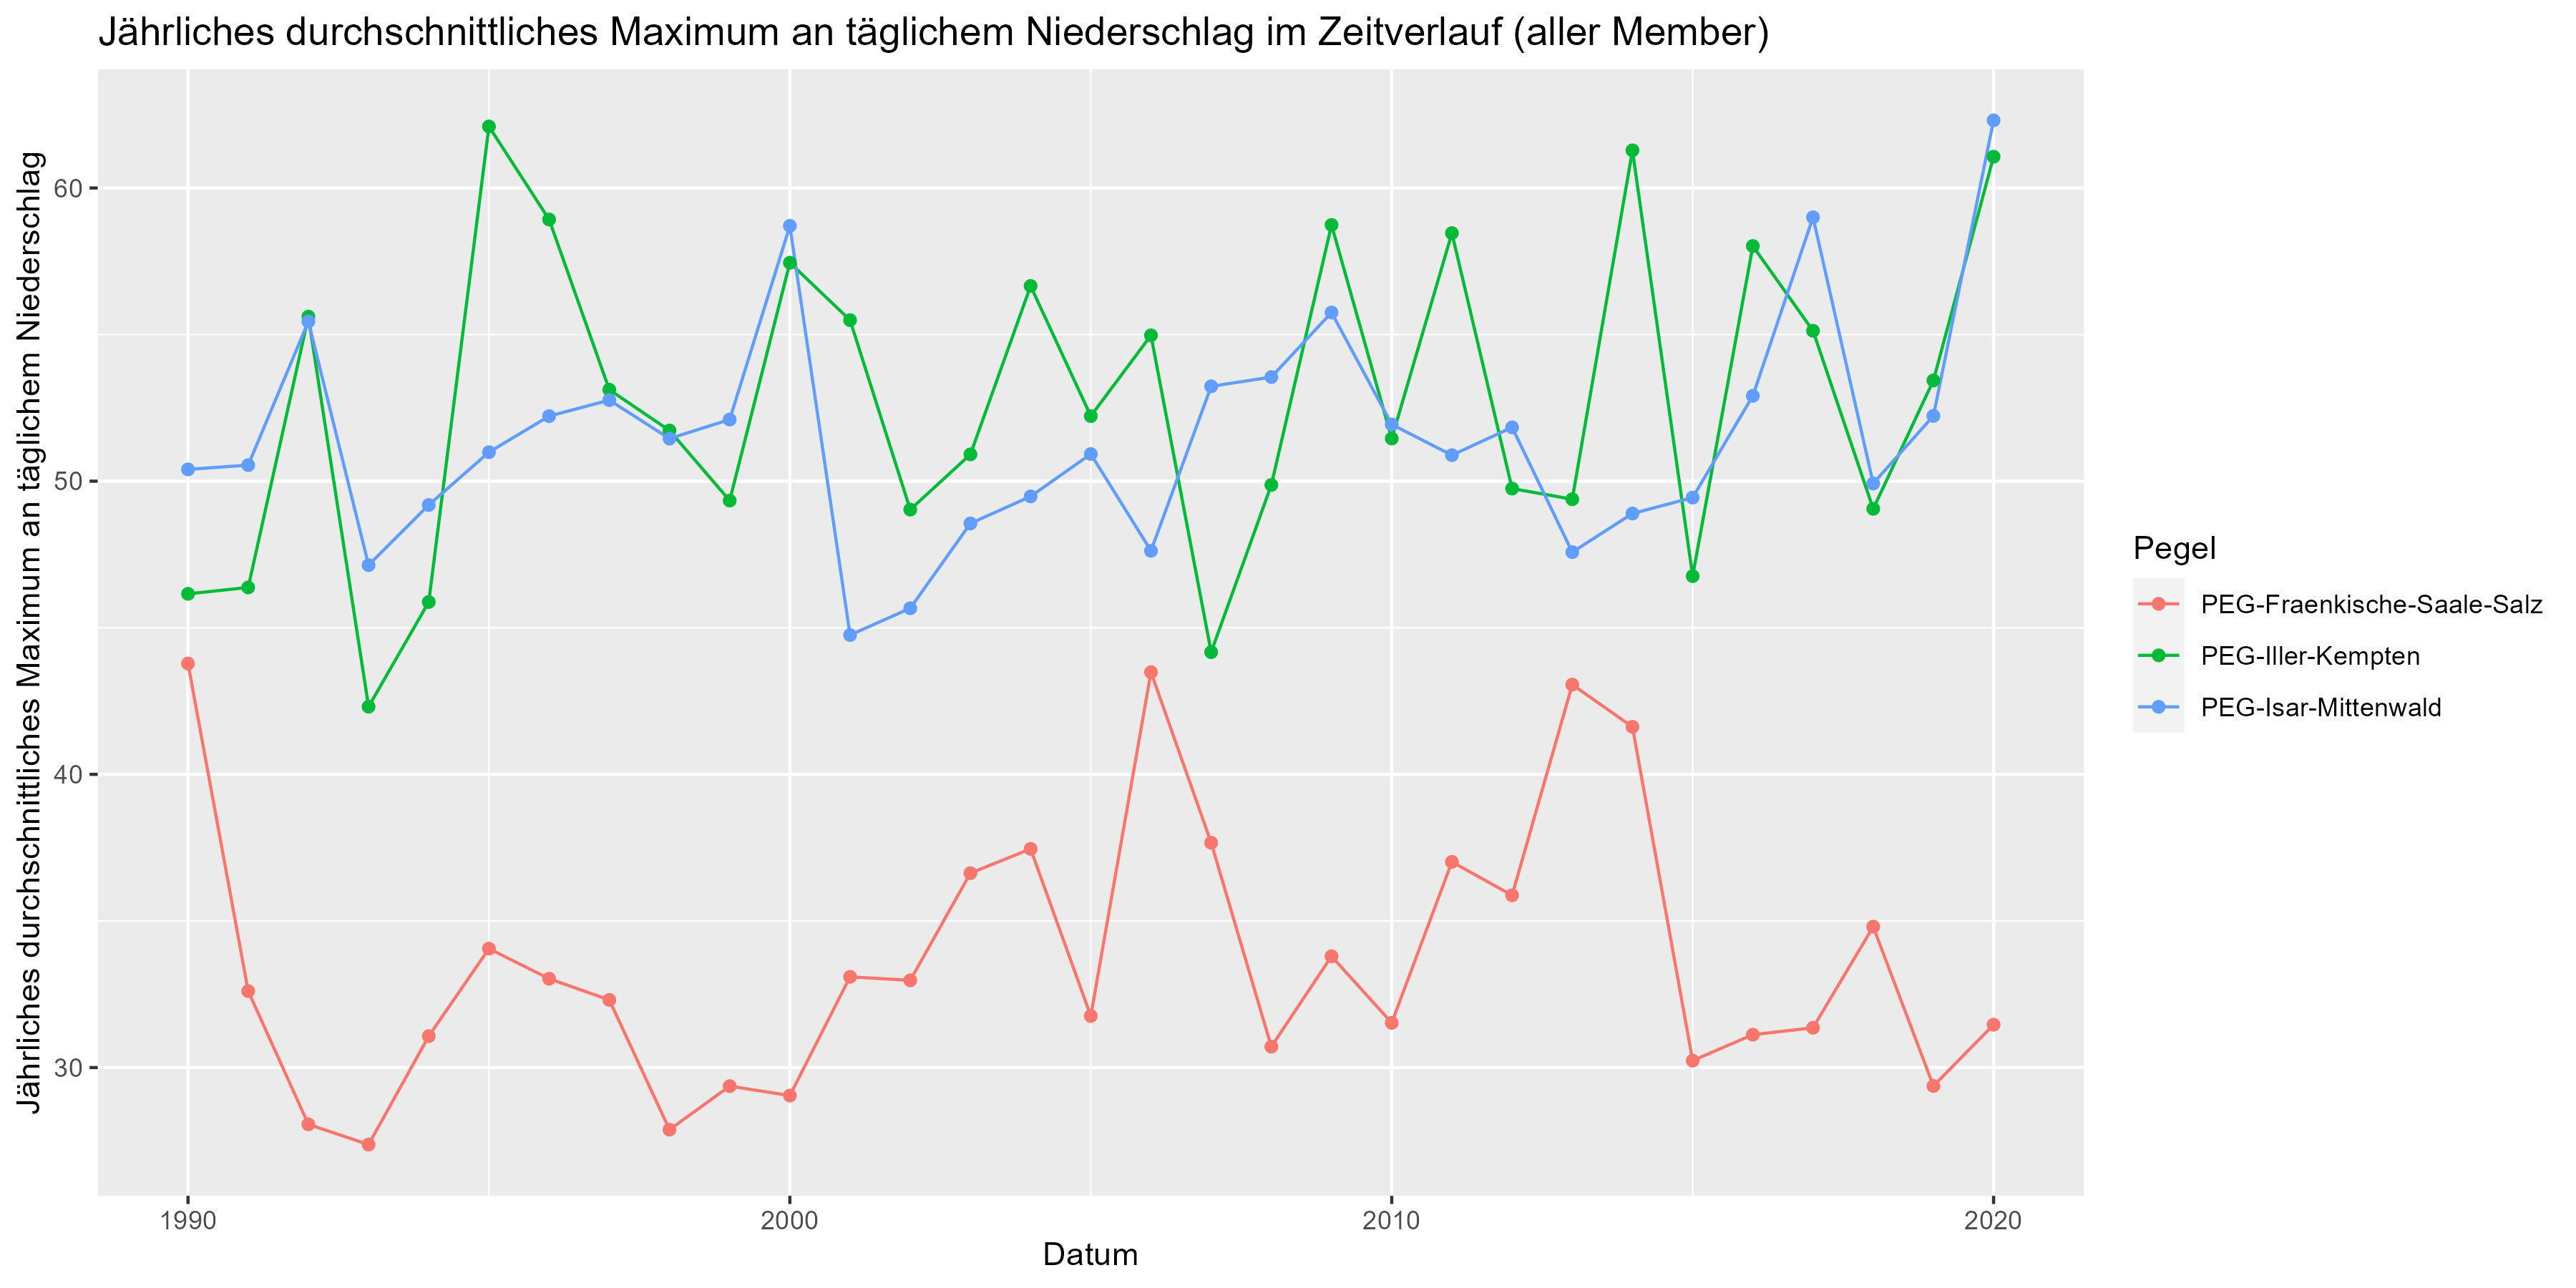 Jährliches durchschnittliches Maximum an täglichem Niederschlag im Zeitverlauf (aller Member)
Jährliches durchschnittliches Maximum an täglichem Niederschlag
60
50
40
30
1990
2000
2010
2020
Datum
Pegel
PEG-Fraenkische-Saale-Salz
PEG-Iller-Kempten
PEG-Isar-Mittenwald